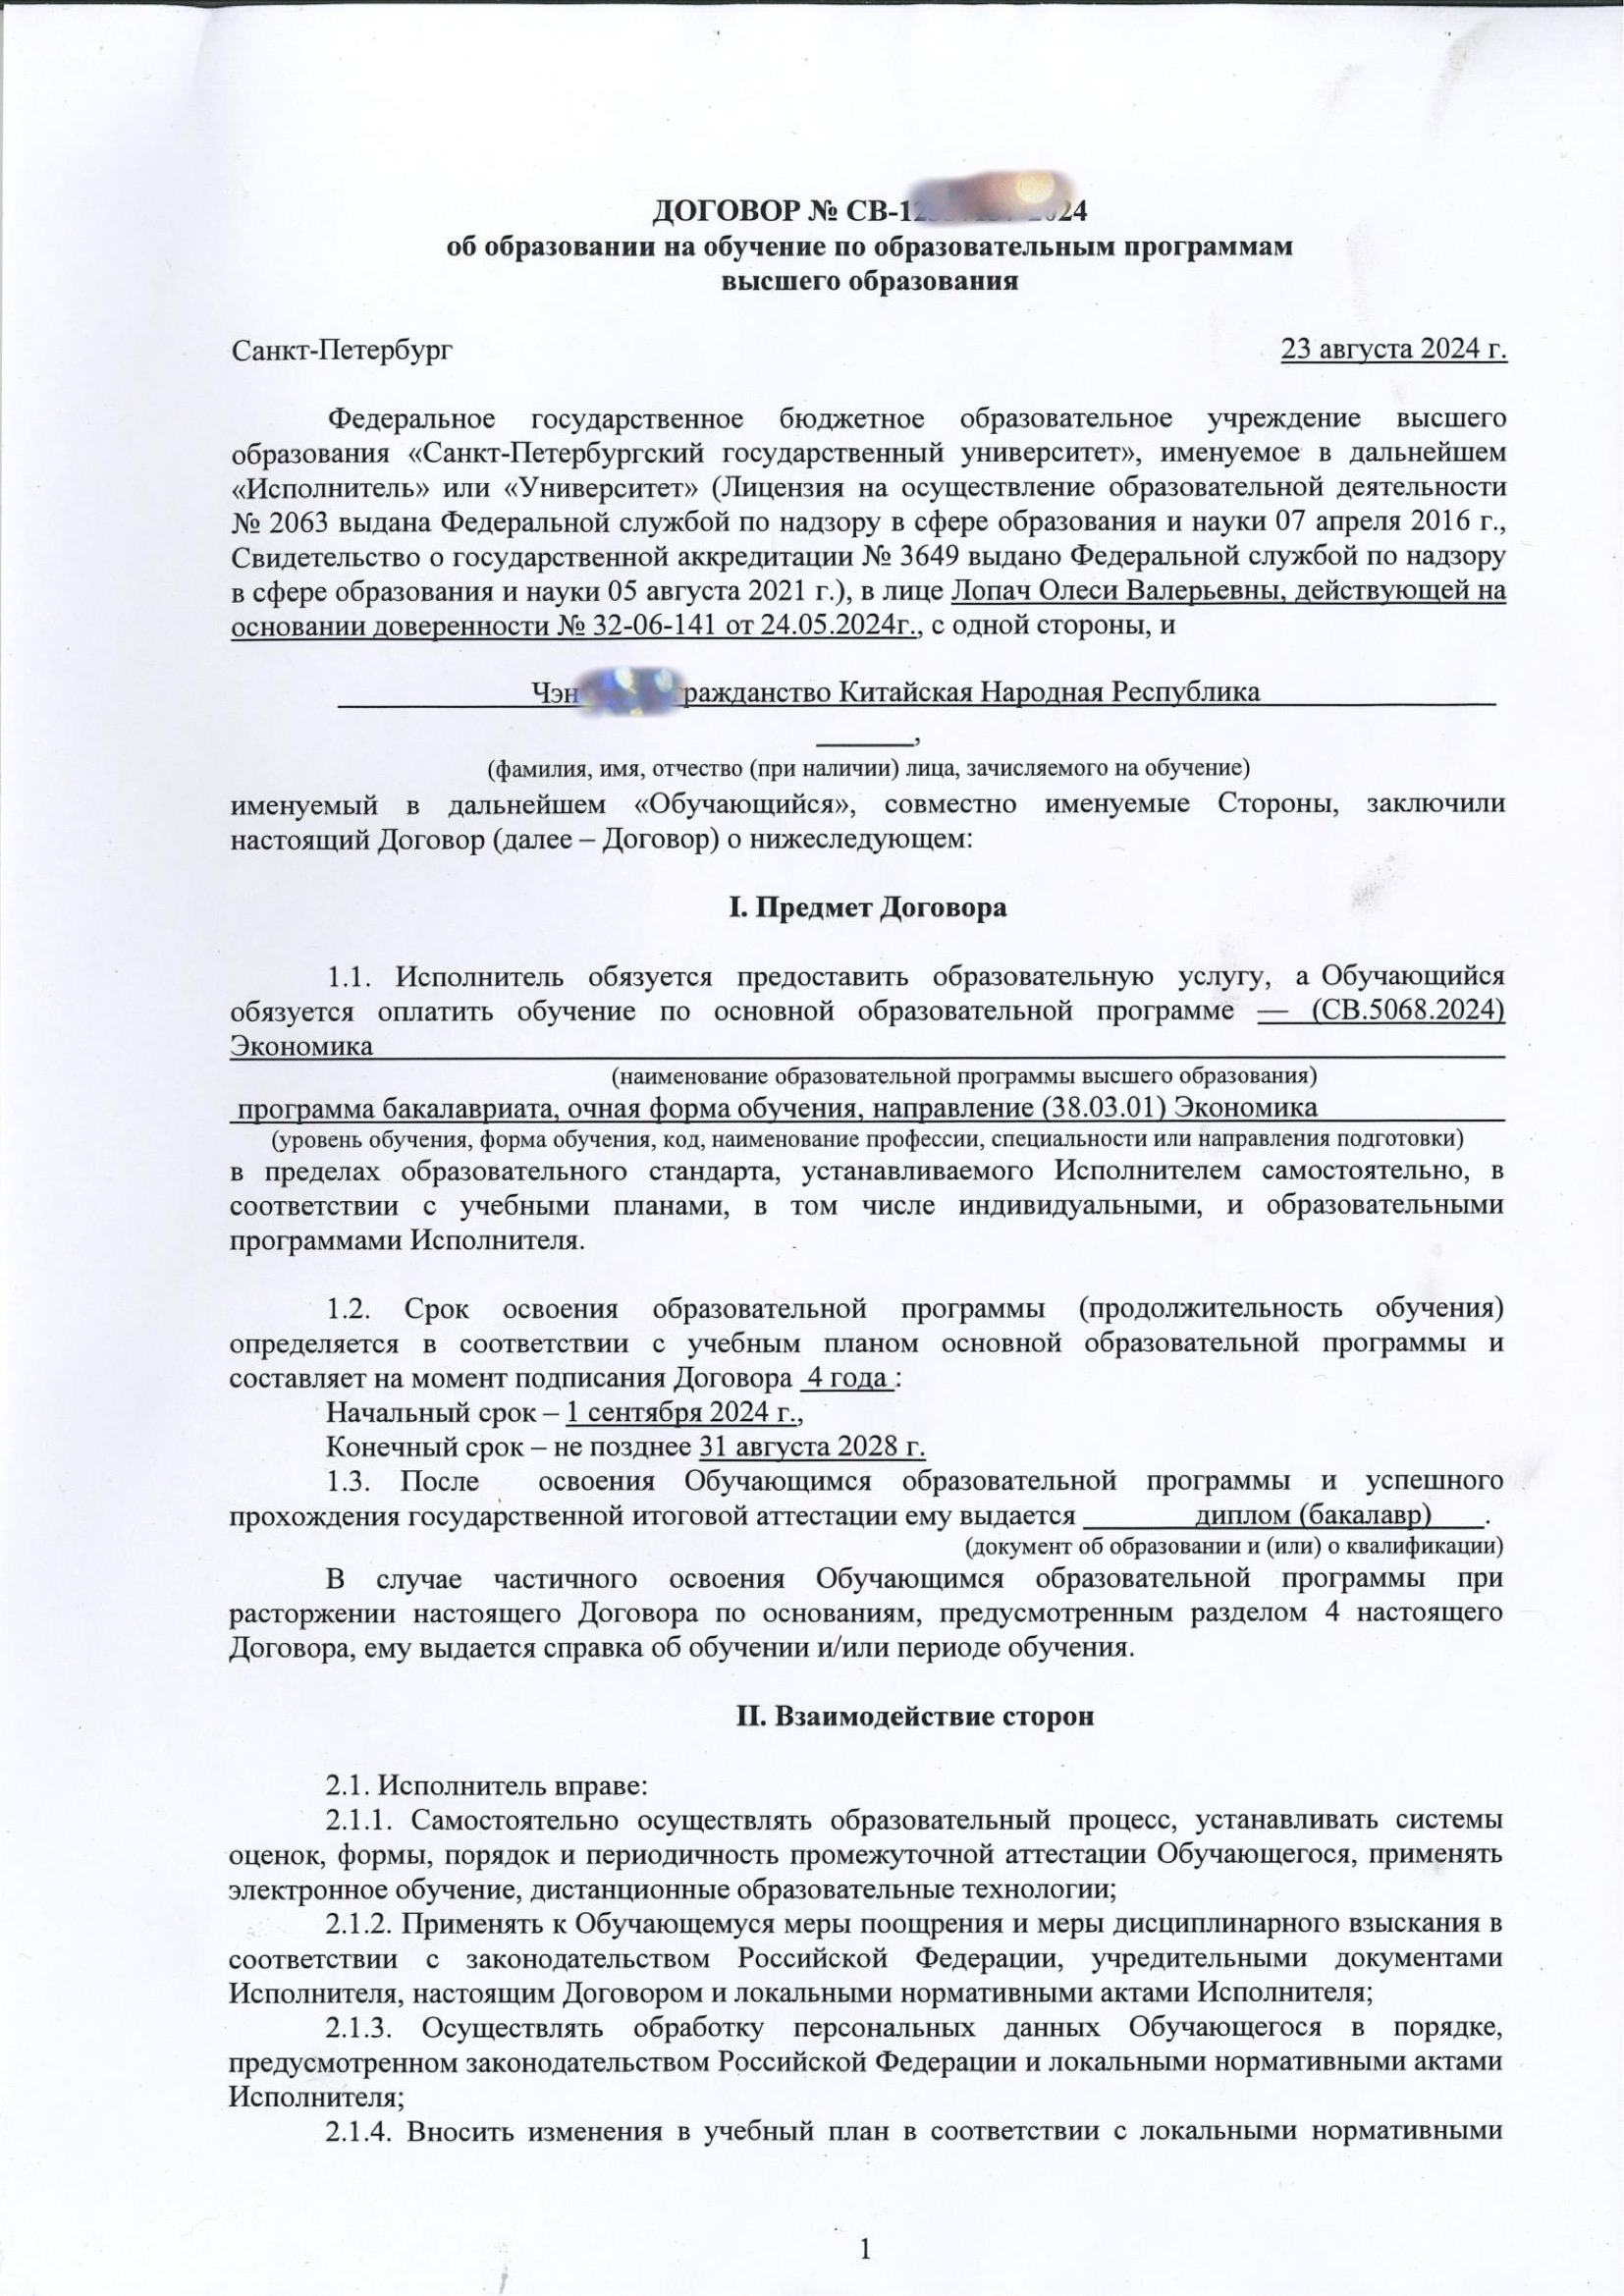 ДОГОВОР № СВ-12 2024
об образовании на обучение по образовательным программам
высшего образования
Санкт-Петербург 23 августа 2024 г.
Федеральное государственное бюджетное образовательное учреждение высшего
образования «Санкт-Петербургский государственный университет», именуемое в дальнейшем
«Исполнитель» или «Университет» (Лицензия на осуществление образовательной деятельности
№ 2063 выдана Федеральной службой по надзору в сфере образования и науки 07 апреля 2016 г.,
Свидетельство о государственной аккредитации № 3649 выдано Федеральной службой по надзору
в сфере образования и науки 05 августа 2021 г.), в лице Лопач Олеси Валерьевны, действующей на
основании доверенности № 32-06-141 от 24.05.2024г., с одной стороны, и
Чэн ражданство Китайская Народная Республика
,
(фамилия, имя, отчество (при наличии) лица, зачисляемого на обучение)
именуемый в дальнейшем «Обучающийся», совместно именуемые Стороны, заключили
настоящий Договор (далее – Договор) о нижеследующем:
I. Предмет Договора
1.1. Исполнитель обязуется предоставить образовательную услугу, а Обучающийся
обязуется оплатить обучение по основной образовательной программе — (СВ.5068.2024)
Экономика
(наименование образовательной программы высшего образования)
программа бакалавриата, очная форма обучения, направление (38.03.01) Экономика
(уровень обучения, форма обучения, код, наименование профессии, специальности или направления подготовки)
в пределах образовательного стандарта, устанавливаемого Исполнителем самостоятельно, в
соответствии с учебными планами, в том числе индивидуальными, и образовательными
программами Исполнителя.
1.2. Срок освоения образовательной программы (продолжительность обучения)
определяется в соответствии с учебным планом основной образовательной программы и
составляет на момент подписания Договора 4 года :
Начальный срок – 1 сентября 2024 г.,
Конечный срок – не позднее 31 августа 2028 г.
1.3. После освоения Обучающимся образовательной программы и успешного
прохождения государственной итоговой аттестации ему выдается диплом (бакалавр) .
(документ об образовании и (или) о квалификации)
В случае частичного освоения Обучающимся образовательной программы при
расторжении настоящего Договора по основаниям, предусмотренным разделом 4 настоящего
Договора, ему выдается справка об обучении и/или периоде обучения.
II. Взаимодействие сторон
2.1. Исполнитель вправе:
2.1.1. Самостоятельно осуществлять образовательный процесс, устанавливать системы
оценок, формы, порядок и периодичность промежуточной аттестации Обучающегося, применять
электронное обучение, дистанционные образовательные технологии;
2.1.2. Применять к Обучающемуся меры поощрения и меры дисциплинарного взыскания в
соответствии с законодательством Российской Федерации, учредительными документами
Исполнителя, настоящим Договором и локальными нормативными актами Исполнителя;
2.1.3. Осуществлять обработку персональных данных Обучающегося в порядке,
предусмотренном законодательством Российской Федерации и локальными нормативными актами
Исполнителя;
2.1.4. Вносить изменения в учебный план в соответствии с локальными нормативными
1